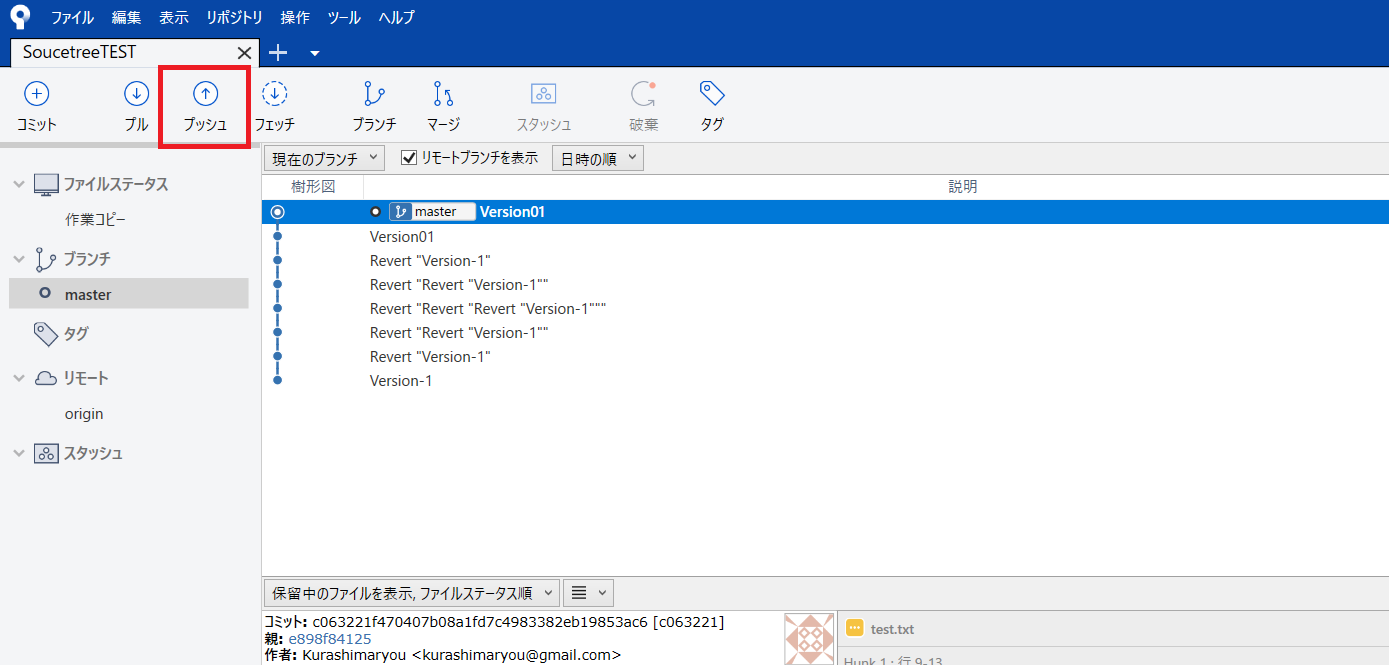 ファイル 編集 表示 リポジトリ 操作 ツール ヘルプ
SoucetreeTEST
コミット プル プッシュ フェッチ ブランチ マージ スタッシュ 破棄 タグ
現在のブランチ リモートブランチを表示 日時の順
ファイルステータス
作業コピー
ブランチ
master
タグ
リモート
origin
スタッシュ
樹形図 説明
master Version01
Version01
Revert "Version-1"
Revert "Revert "Version-1""
Revert "Revert "Revert "Version-1"""
Revert "Revert "Version-1""
Revert "Version-1"
Version-1
保留中のファイルを表示, ファイルステータス順
コミット: c063221f470407b08a1fd7c4983382eb19853ac6 [c063221]
親: e898f84125
作者: Kurashimaryou <kurashimaryou@gmail.com>
test.txt
Hunk 1 : 行 9-13